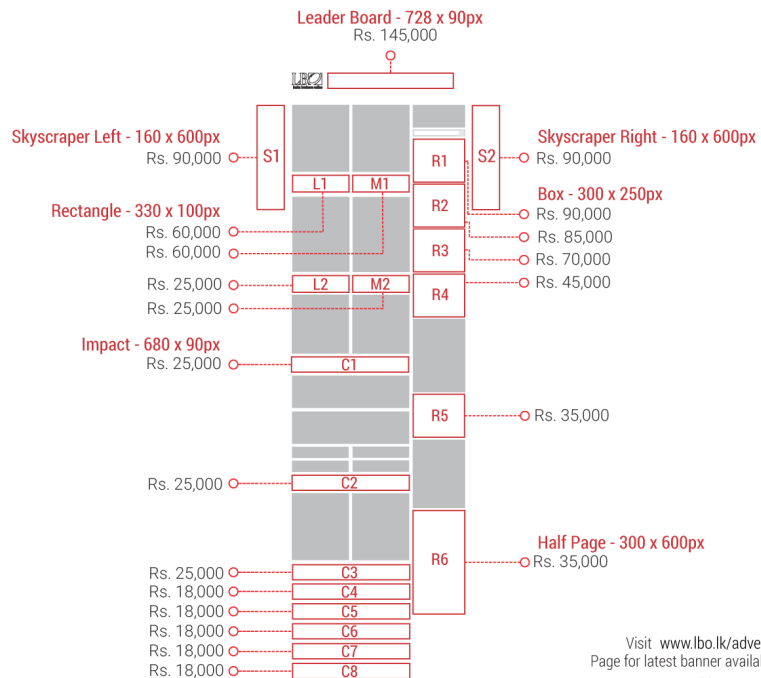 Leader Board - 728 x 90px
Rs. 145,000
LBO
Skyscraper Left - 160 x 600px
Rs. 90,000
S1
S2
Skyscraper Right - 160 x 600px
Rs. 90,000
R1
L1
M1
Rectangle - 330 x 100px
Rs. 60,000
Rs. 60,000
R2
Box - 300 x 250px
Rs. 90,000
Rs. 85,000
R3
Rs. 70,000
Rs. 25,000
L2
M2
R4
Rs. 45,000
Rs. 25,000
Impact - 680 x 90px
Rs. 25,000
C1
R5
Rs. 35,000
Rs. 25,000
C2
R6
Half Page - 300 x 600px
Rs. 35,000
Rs. 25,000
C3
Rs. 18,000
C4
Rs. 18,000
C5
Rs. 18,000
C6
Rs. 18,000
C7
Rs. 18,000
C8
Visit www.lbo.lk/adve
Page for latest banner availa